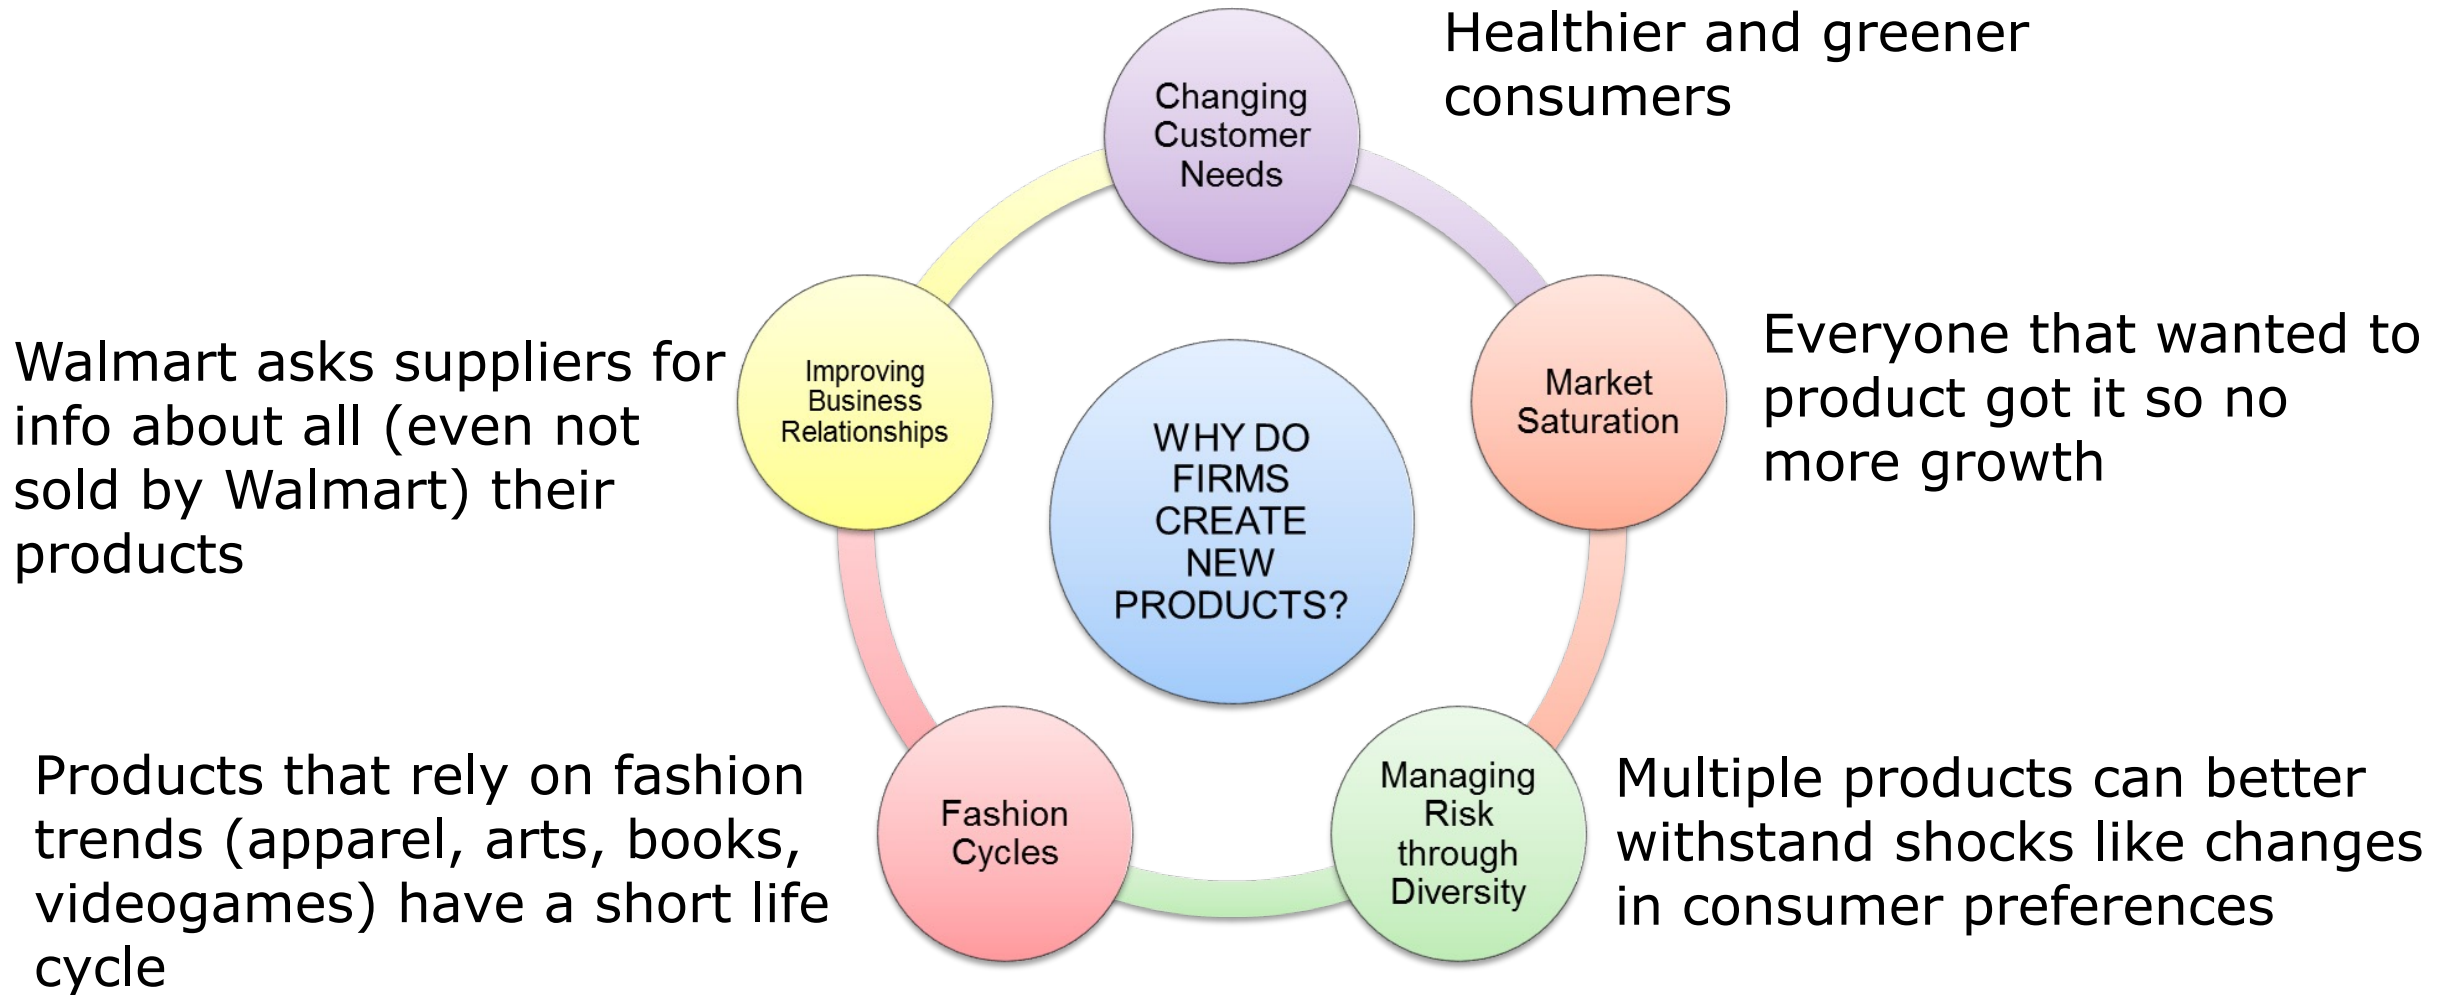 Healthier and greener
consumers
Changing
Customer
Needs
Walmart asks suppliers for
info about all (even not
sold by Walmart) their
products
Improving
Business
Relationships
WHY DO
FIRMS
CREATE
NEW
PRODUCTS?
Market
Saturation
Everyone that wanted to
product got it so no
more growth
Products that rely on fashion
trends (apparel, arts, books,
videogames) have a short life
cycle
Fashion
Cycles
Managing
Risk
through
Diversity
Multiple products can better
withstand shocks like changes
in consumer preferences